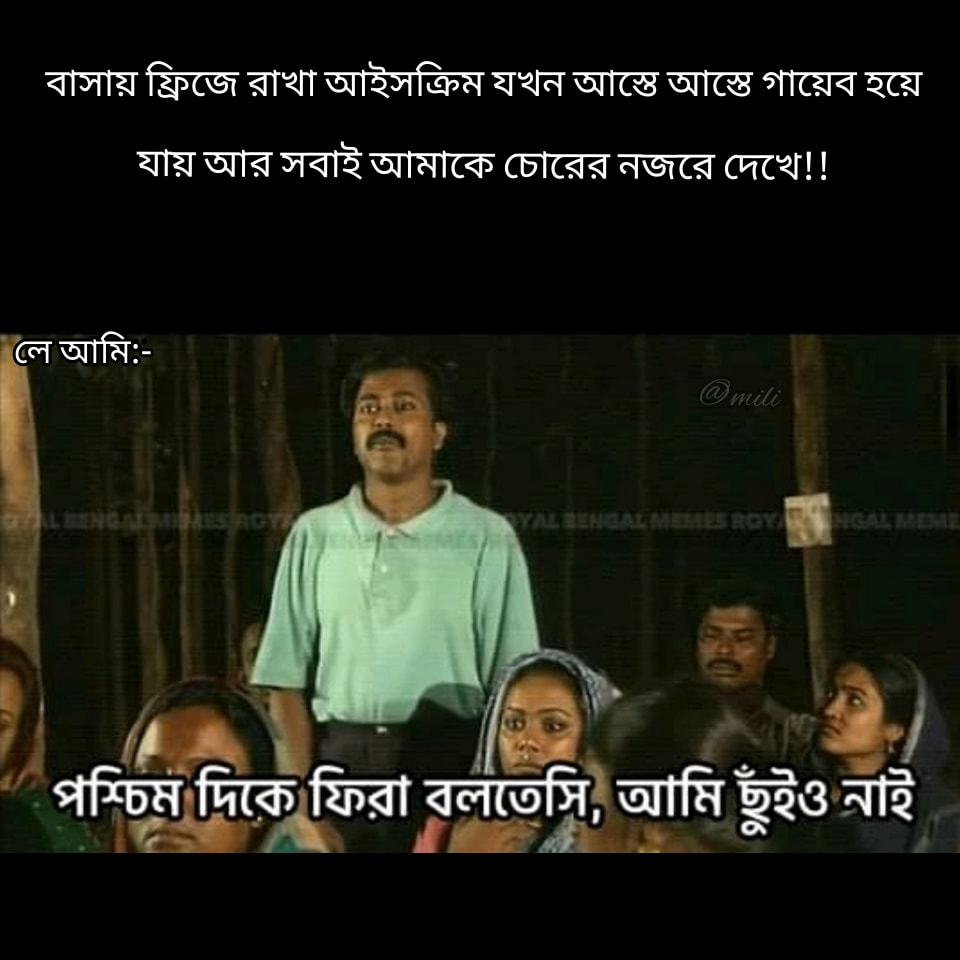 বাসায় ফ্রিজে রাখা আইসক্রিম যখন আস্তে আস্তে গায়েব হয়ে
যায় আর সবাই আমাকে চোরের নজরে দেখে!!
লে আমি:-
@mili
ROYAL BENGAL MEMES ROYAL BENGAL MEMES ROYAL BENGAL MEME
পশ্চিম দিকে ফিরা বলতেসি, আমি ছুঁইও নাই